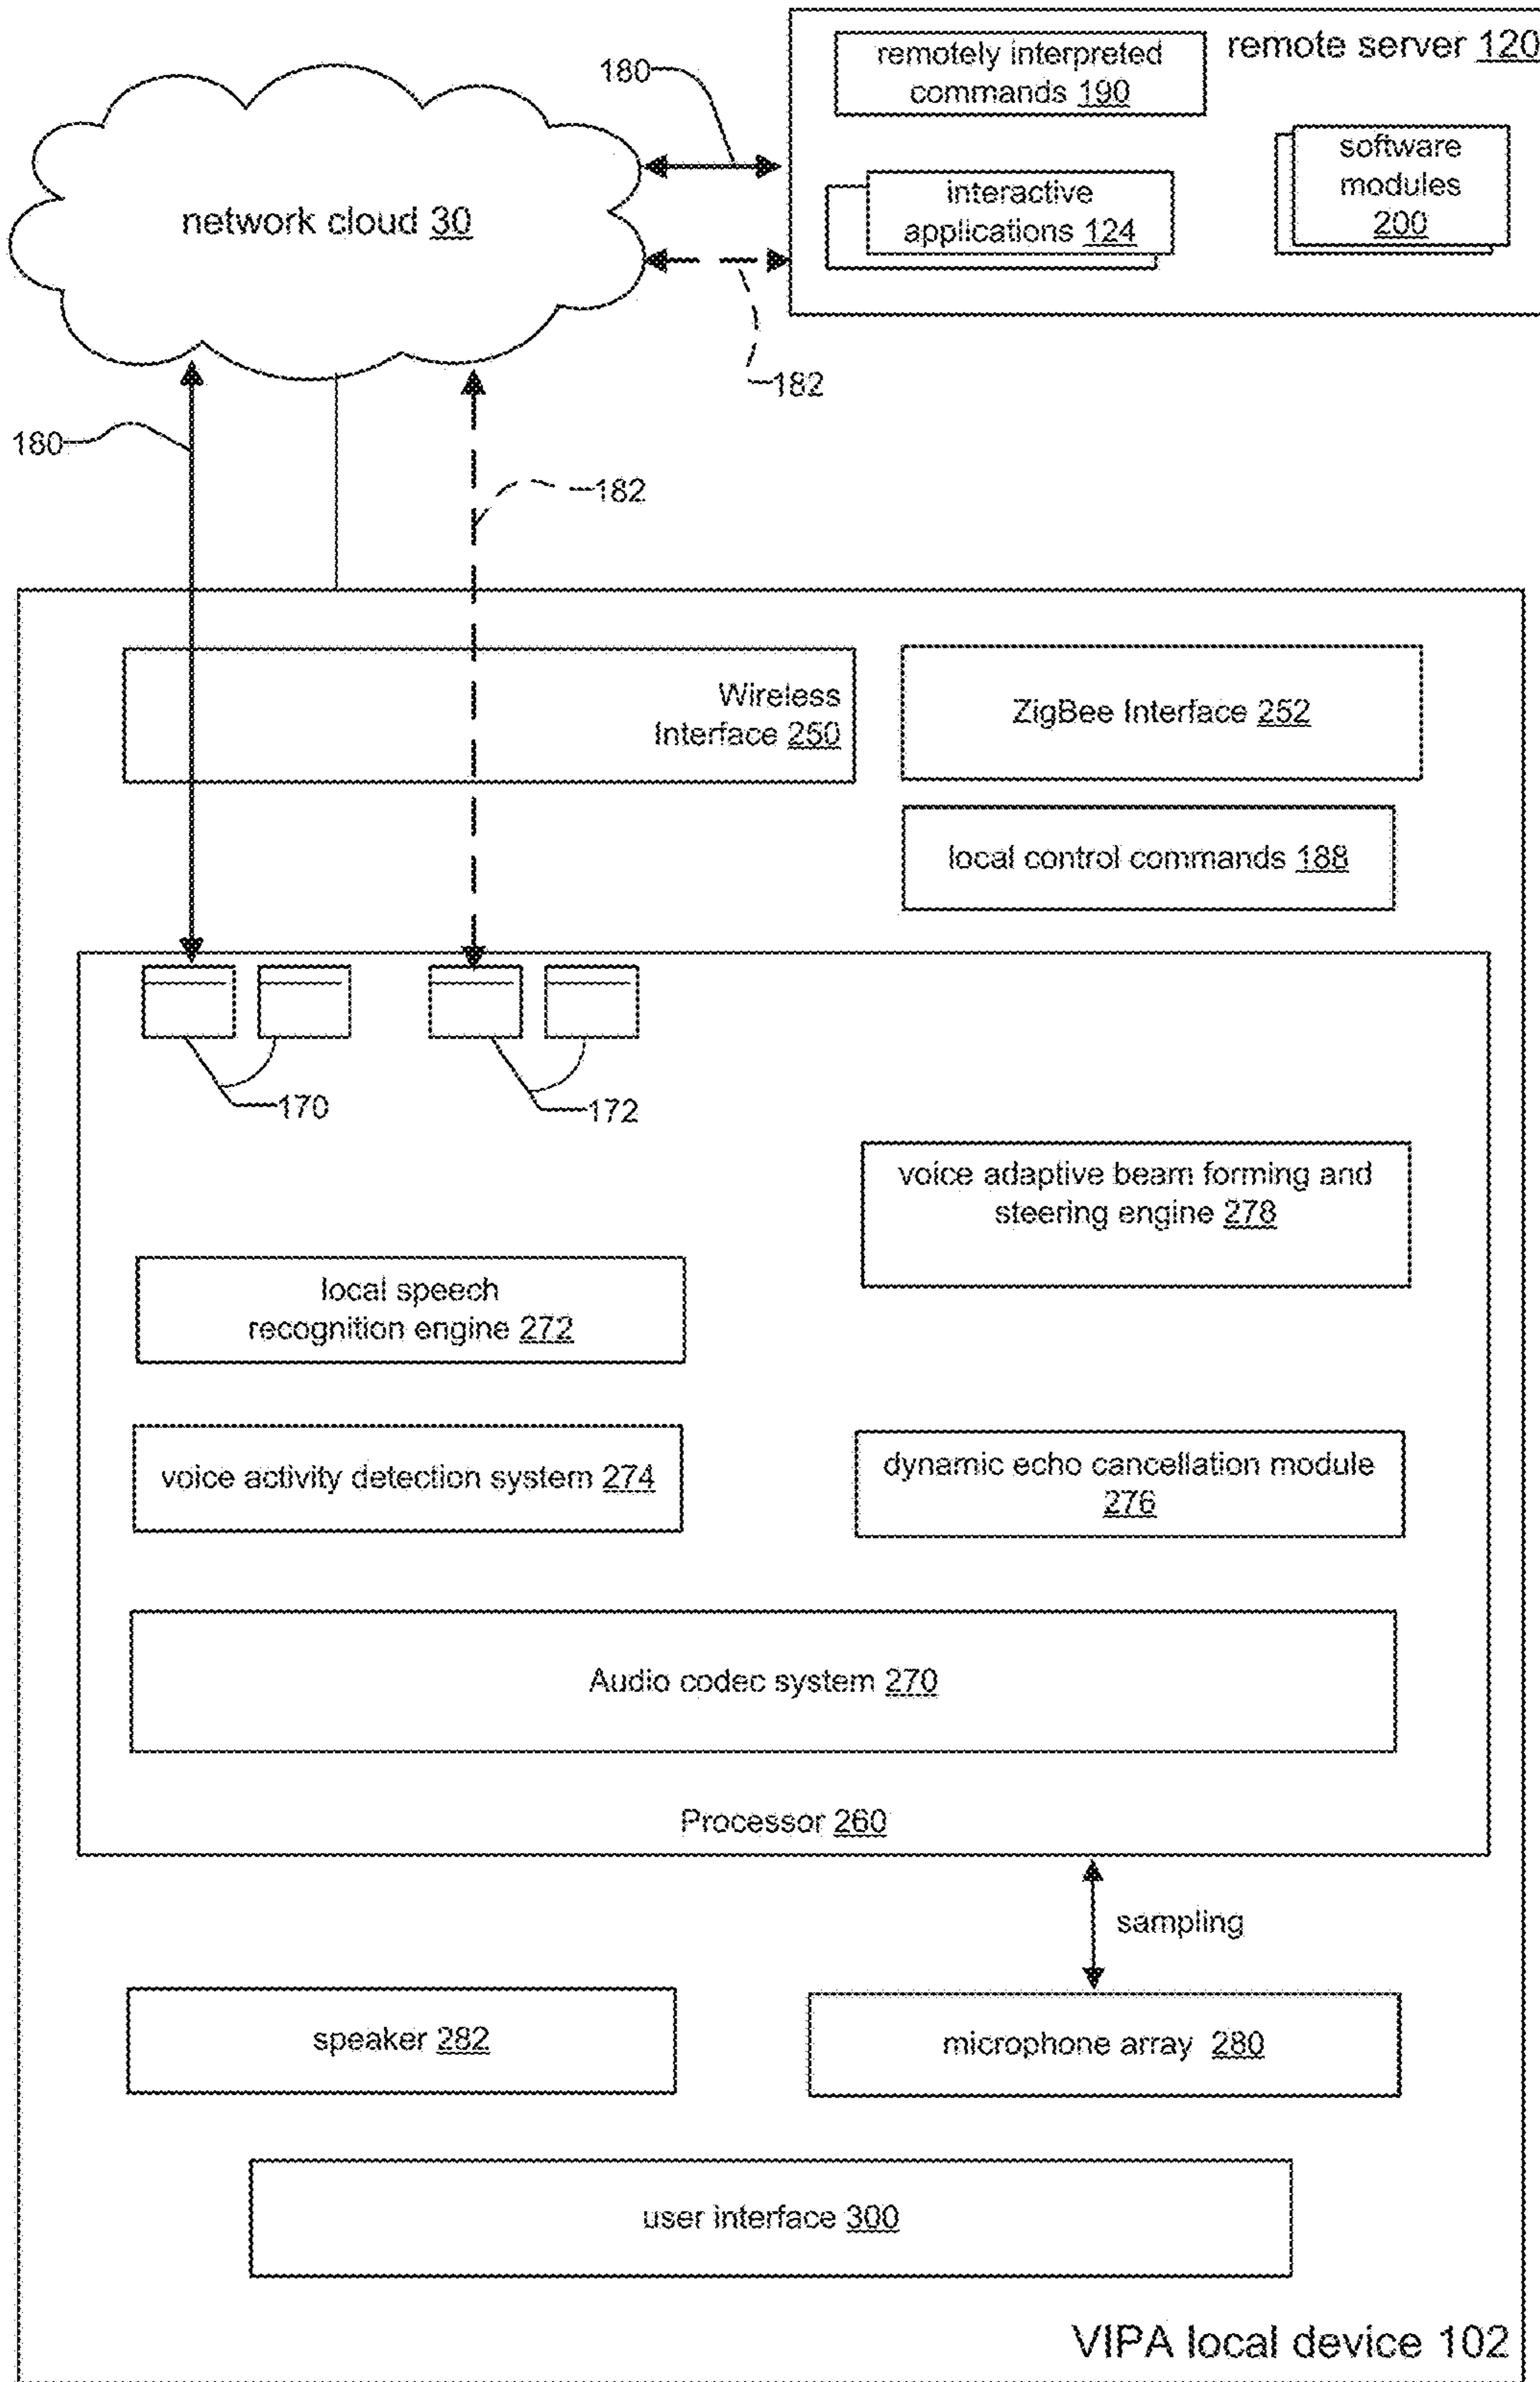 remotely interpreted
commands 190
remote server 120
180
software
modules
200
interactive
applications 124
network cloud 30
182
180
182
Wireless
Interface 250
ZigBee Interface 252
local control commands 188
170
172
voice adaptive beam forming and
steering engine 278
local speech
recognition engine 272
voice activity detection system 274
dynamic echo cancellation module
276
Audio codec system 270
Processor 260
sampling
speaker 282
microphone array 280
user interface 300
VIPA local device 102